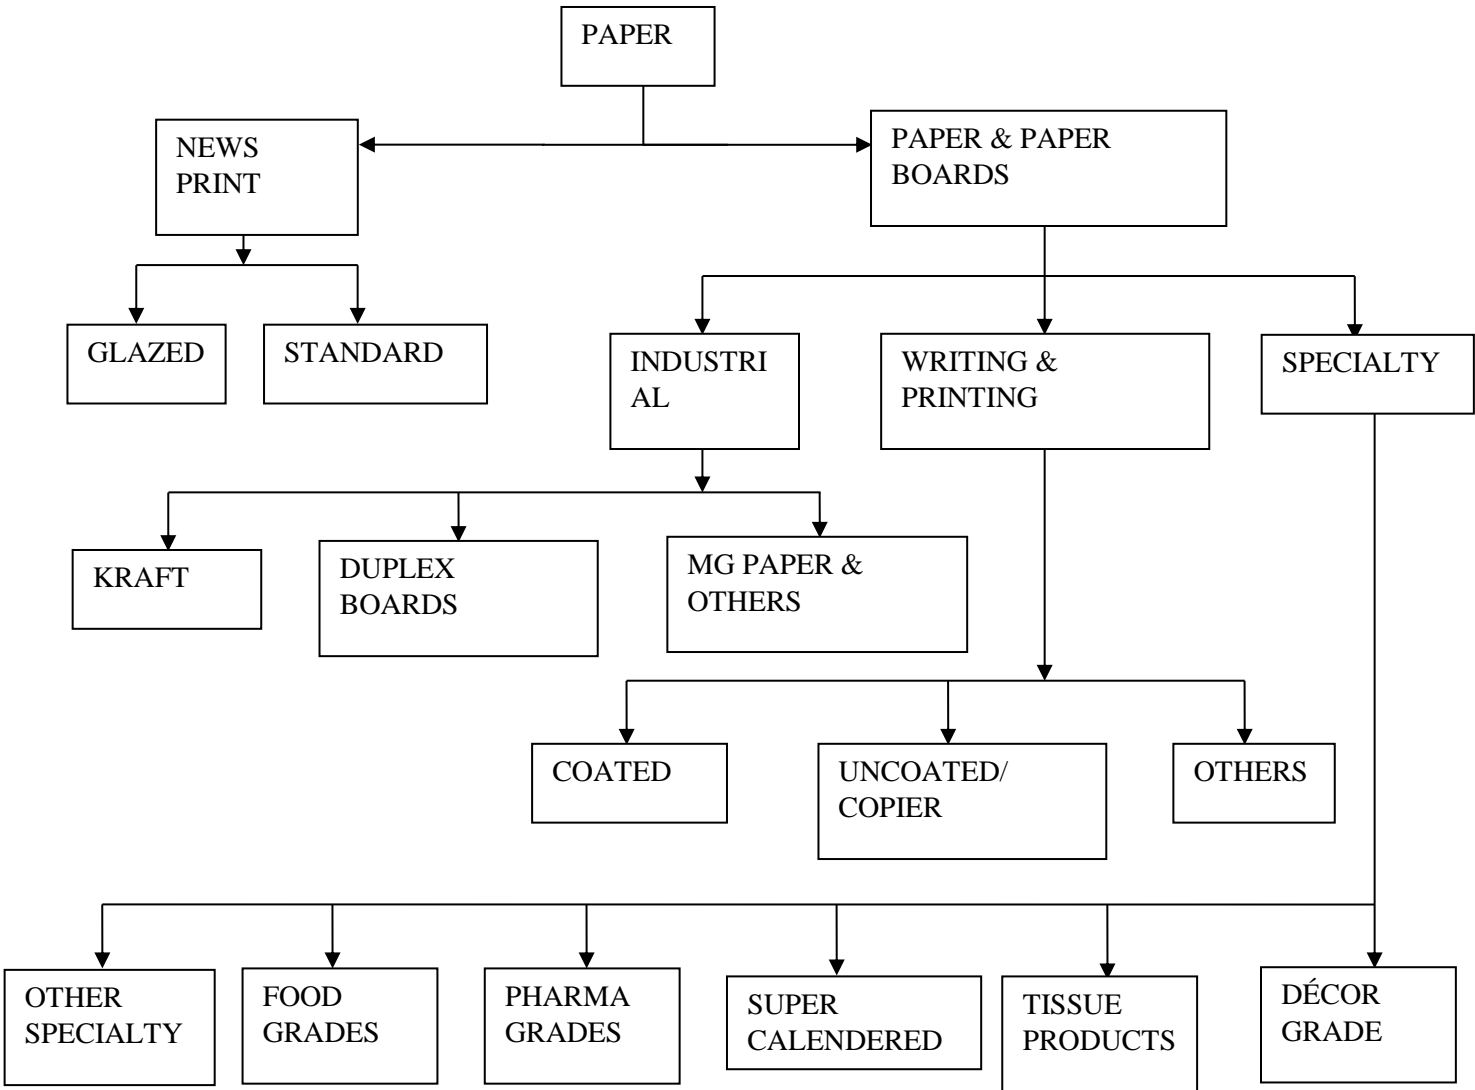 PAPER
NEWS
PRINT
PAPER & PAPER
BOARDS
GLAZED
STANDARD
INDUSTRI
AL
WRITING &
PRINTING
SPECIALTY
KRAFT
DUPLEX
BOARDS
MG PAPER &
OTHERS
COATED
UNCOATED/
COPIER
OTHERS
OTHER
SPECIALTY
FOOD
GRADES
PHARMA
GRADES
SUPER
CALENDERED
TISSUE
PRODUCTS
DÉCOR
GRADE